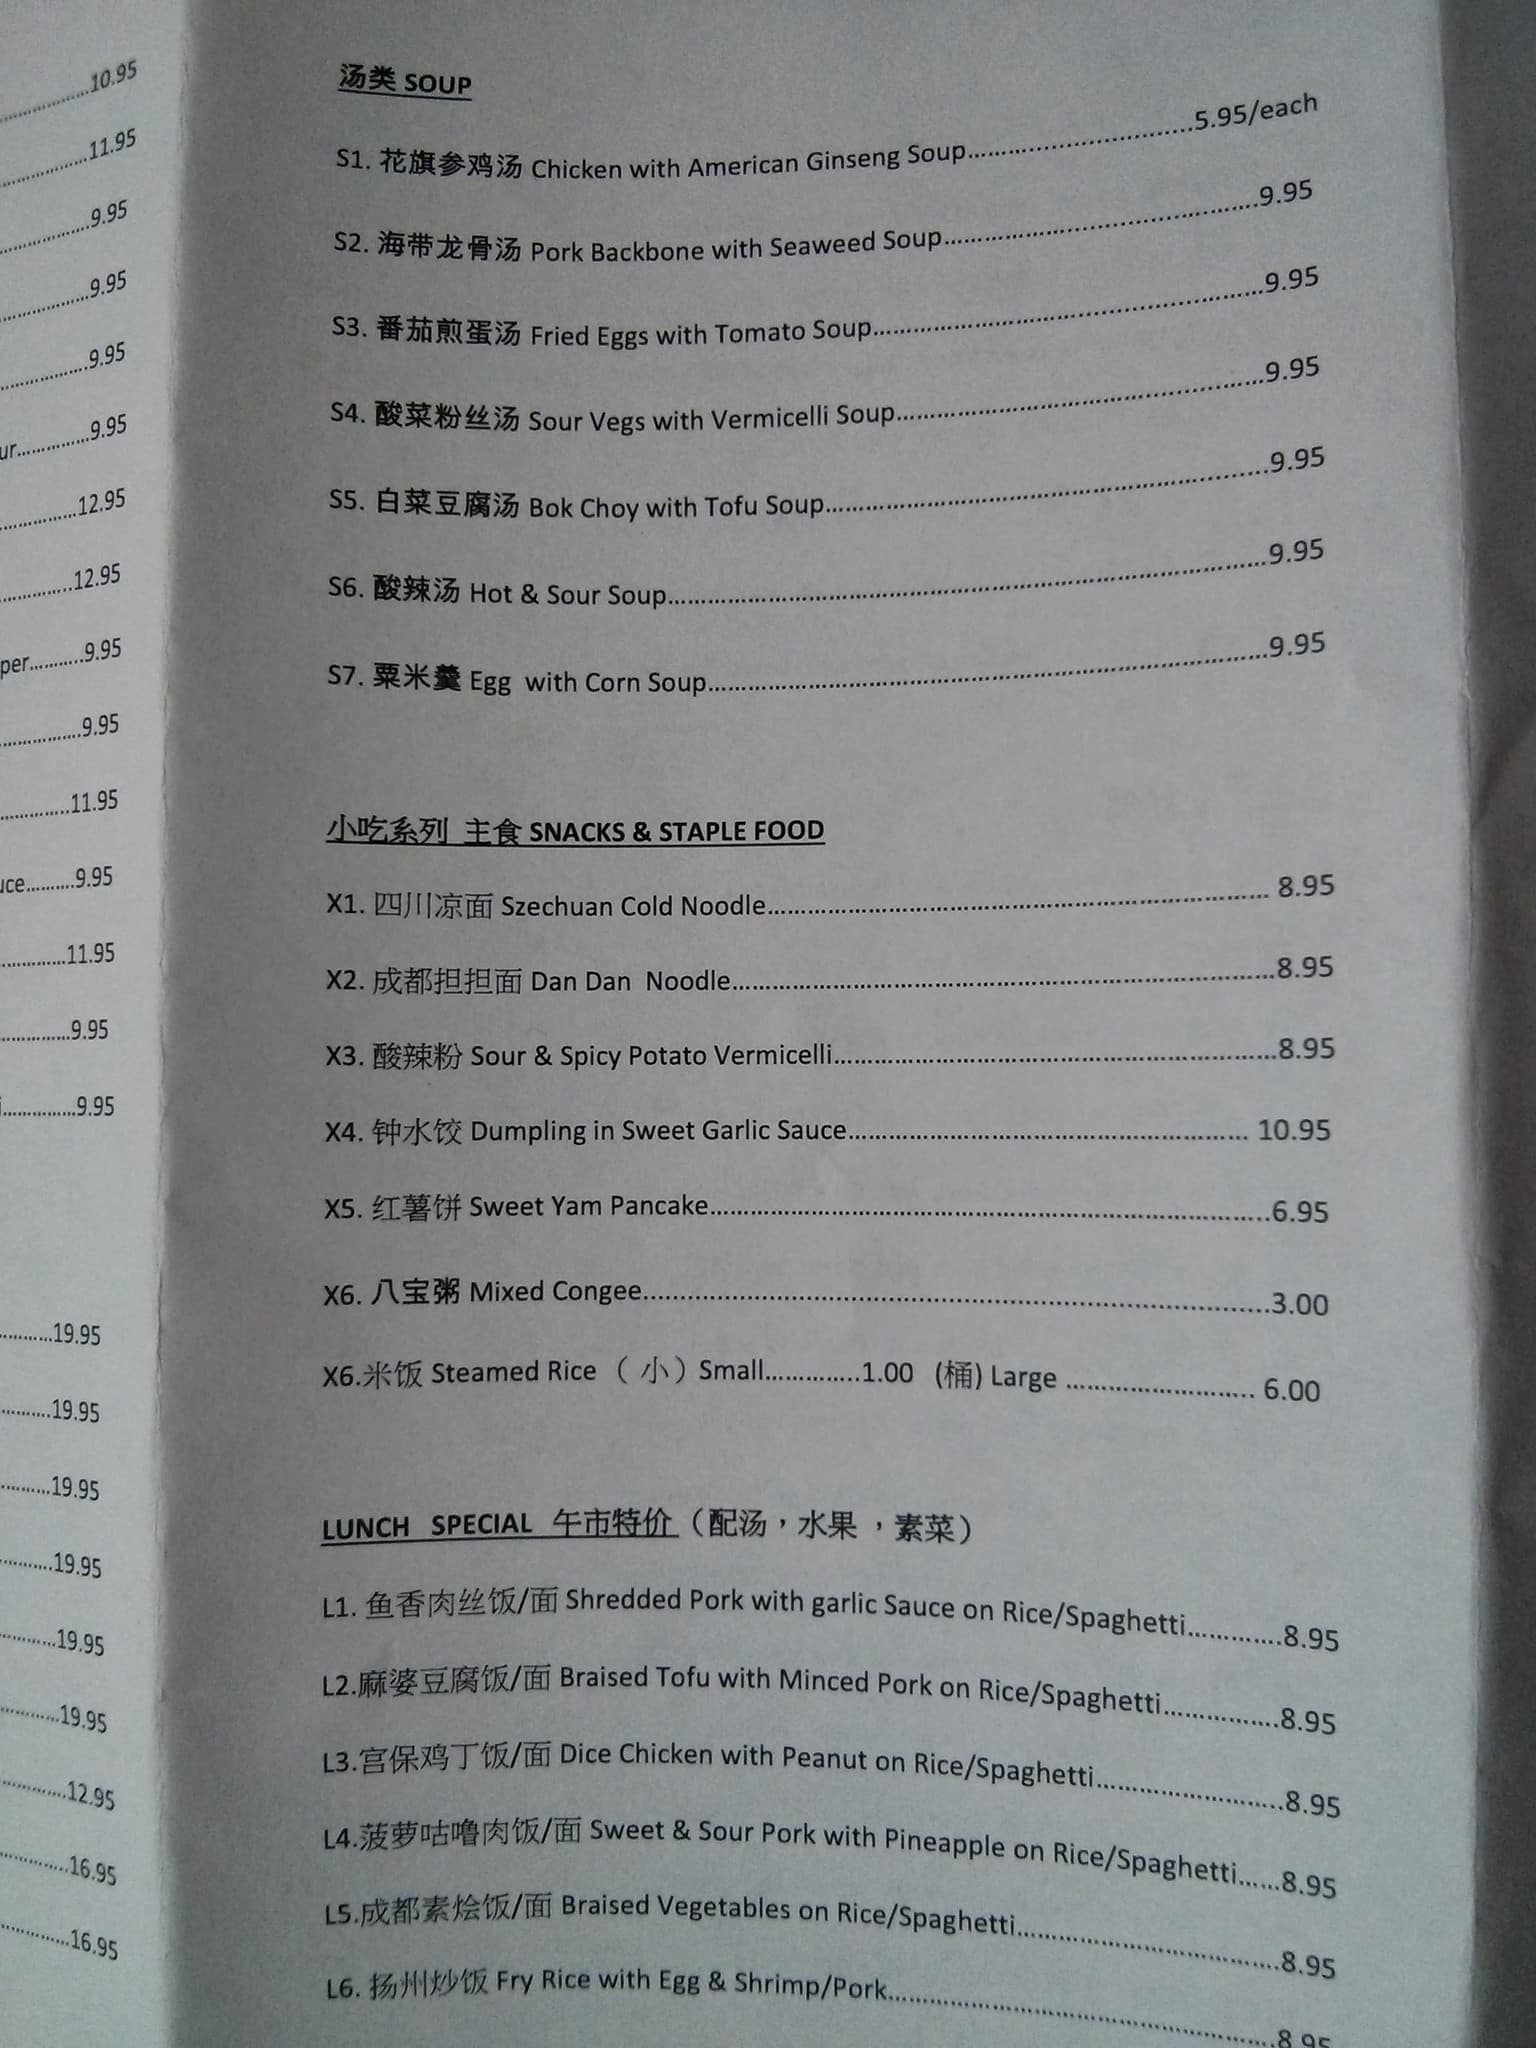 10.95
11.95
9.95
9.95
9.95
ur.............9.95
12.95
12.95
per..........9.95
9.95
11.95
uce..........9.95
11.95
9.95
i...............9.95
19.95
19.95
19.95
19.95
19.95
19.95
12.95
16.95
16.95
汤类 SOUP
S1. 花旗参鸡汤 Chicken with American Ginseng Soup..............................5.95/each
S2. 海带龙骨汤 Pork Backbone with Seaweed Soup..............................9.95
S3. 番茄煎蛋汤 Fried Eggs with Tomato Soup..............................9.95
S4. 酸菜粉丝汤 Sour Vegs with Vermicelli Soup..............................9.95
S5. 白菜豆腐汤 Bok Choy with Tofu Soup..............................9.95
S6. 酸辣汤 Hot & Sour Soup..............................9.95
S7. 粟米羹 Egg with Corn Soup..............................9.95
小吃系列 主食 SNACKS & STAPLE FOOD
X1. 四川凉面 Szechuan Cold Noodle.............................. 8.95
X2. 成都担担面 Dan Dan Noodle..............................8.95
X3. 酸辣粉 Sour & Spicy Potato Vermicelli..............................8.95
X4. 钟水饺 Dumpling in Sweet Garlic Sauce.............................. 10.95
X5. 红薯饼 Sweet Yam Pancake..............................6.95
X6. 八宝粥 Mixed Congee..............................3.00
X6.米饭 Steamed Rice （ 小）Small..............1.00 (桶) Large .......................... 6.00
LUNCH SPECIAL 午市特价（配汤，水果 ，素菜）
L1. 鱼香肉丝饭/面 Shredded Pork with garlic Sauce on Rice/Spaghetti.............8.95
L2.麻婆豆腐饭/面 Braised Tofu with Minced Pork on Rice/Spaghetti................8.95
L3.宫保鸡丁饭/面 Dice Chicken with Peanut on Rice/Spaghetti..........................8.95
L4.菠萝咕噜肉饭/面 Sweet & Sour Pork with Pineapple on Rice/Spaghetti......8.95
L5.成都素烩饭/面 Braised Vegetables on Rice/Spaghetti..............................8.95
L6. 扬州炒饭 Fry Rice with Egg & Shrimp/Pork..............................8.95